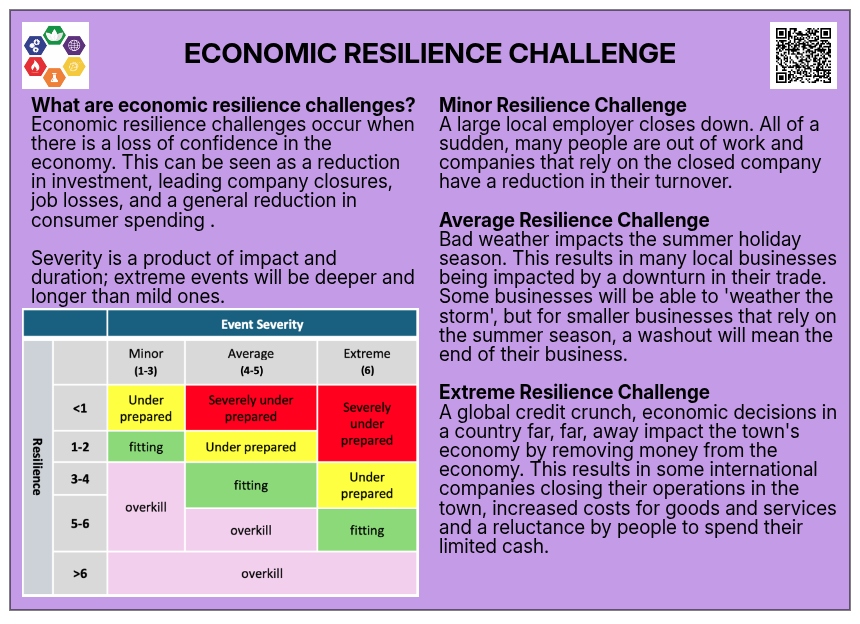 ECONOMIC RESILIENCE CHALLENGE
What are economic resilience challenges?
Economic resilience challenges occur when
there is a loss of confidence in the
economy. This can be seen as a reduction
in investment, leading company closures,
job losses, and a general reduction in
consumer spending .
Severity is a product of impact and
duration; extreme events will be deeper and
longer than mild ones.
Event Severity
Minor
(1-3)
Average
(4-5)
Extreme
(6)
Resilience
<1
Under
prepared
Severely under
prepared
Severely
under
prepared
1-2
fitting
Under prepared
3-4
overkill
fitting
Under
prepared
5-6
overkill
fitting
>6
overkill
Minor Resilience Challenge
A large local employer closes down. All of a
sudden, many people are out of work and
companies that rely on the closed company
have a reduction in their turnover.
Average Resilience Challenge
Bad weather impacts the summer holiday
season. This results in many local businesses
being impacted by a downturn in their trade.
Some businesses will be able to 'weather the
storm', but for smaller businesses that rely on
the summer season, a washout will mean the
end of their business.
Extreme Resilience Challenge
A global credit crunch, economic decisions in
a country far, far, away impact the town's
economy by removing money from the
economy. This results in some international
companies closing their operations in the
town, increased costs for goods and services
and a reluctance by people to spend their
limited cash.